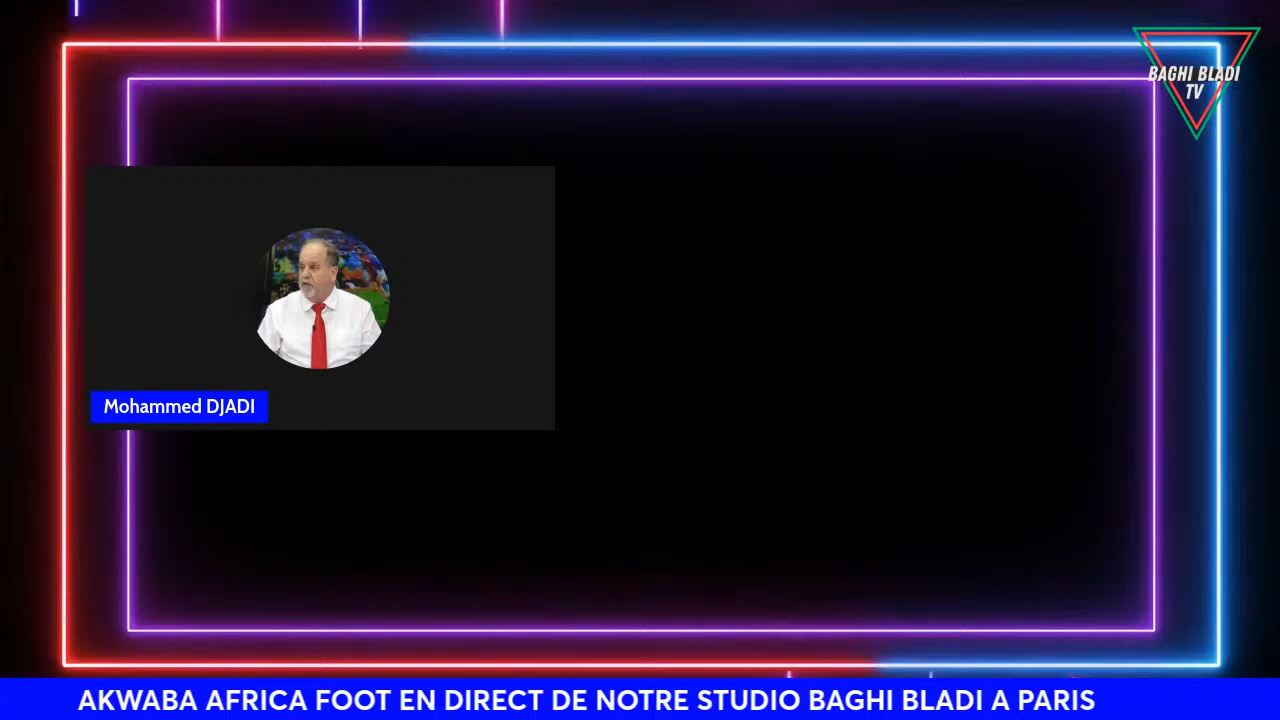 BAGHI BLADI
TV
Mohammed DJADI
AKWABA AFRICA FOOT EN DIRECT DE NOTRE STUDIO BAGHI BLADI A PARIS